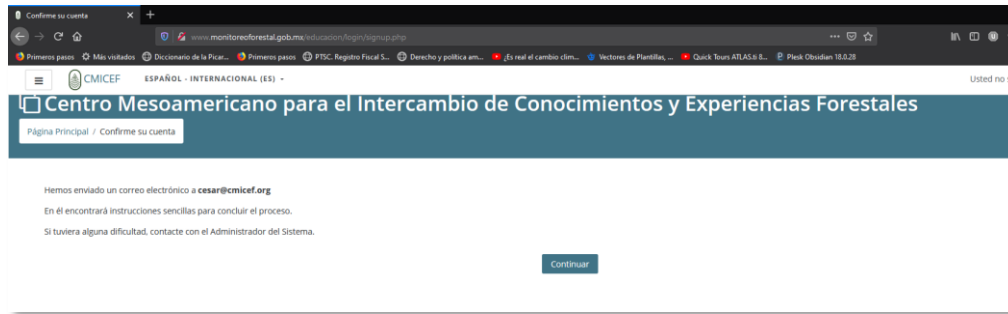 Confirme su cuenta
www.monitoreoforestal.gob.mx/educacion/login/signup.php
Primeros pasos Más visitados Diccionario de la Picar... Primeros pasos PTSC. Registro Fiscal S... Derecho y política am... ¿Es real el cambio clim... Vectores de Plantillas, ... Quick Tours ATLAS.ti 8... Plesk Obsidian 18.0.28
CMICEF ESPAÑOL - INTERNACIONAL (ES) Usted no
Centro Mesoamericano para el Intercambio de Conocimientos y Experiencias Forestales
Página Principal / Confirme su cuenta
Hemos enviado un correo electrónico a cesar@cmicef.org
En él encontrará instrucciones sencillas para concluir el proceso.
Si tuviera alguna dificultad, contacte con el Administrador del Sistema.
Continuar